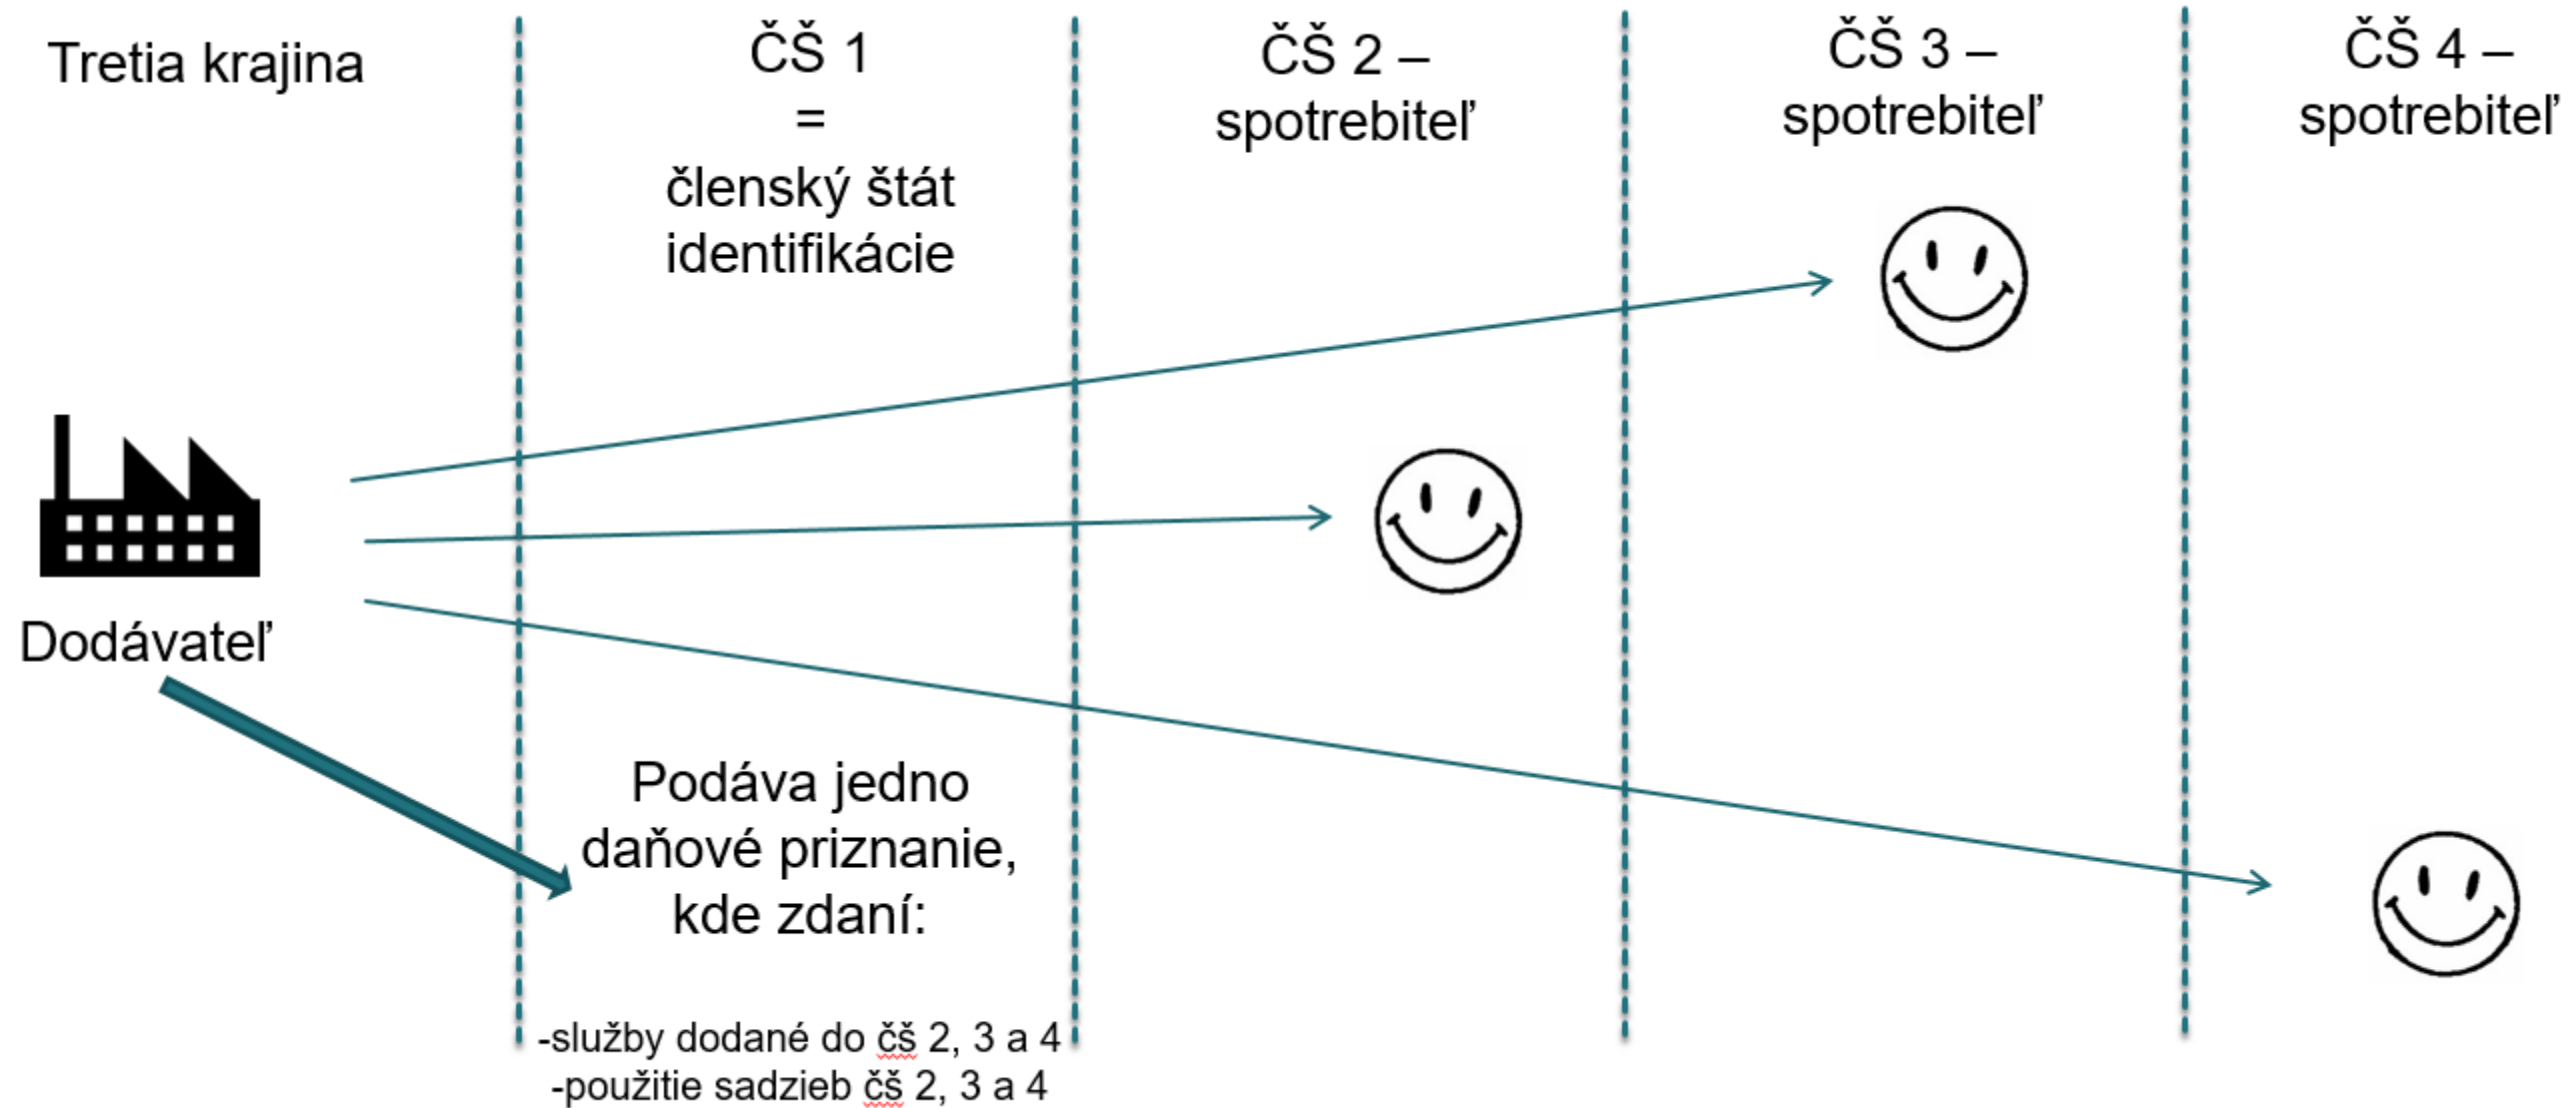 Tretia krajina
ČŠ 1
=
členský štát
identifikácie
ČŠ 2 –
spotrebiteľ
ČŠ 3 –
spotrebiteľ
ČŠ 4 –
spotrebiteľ
Dodávateľ
Podáva jedno
daňové priznanie,
kde zdaní:
-služby dodané do čš 2, 3 a 4
-použitie sadzieb čš 2, 3 a 4